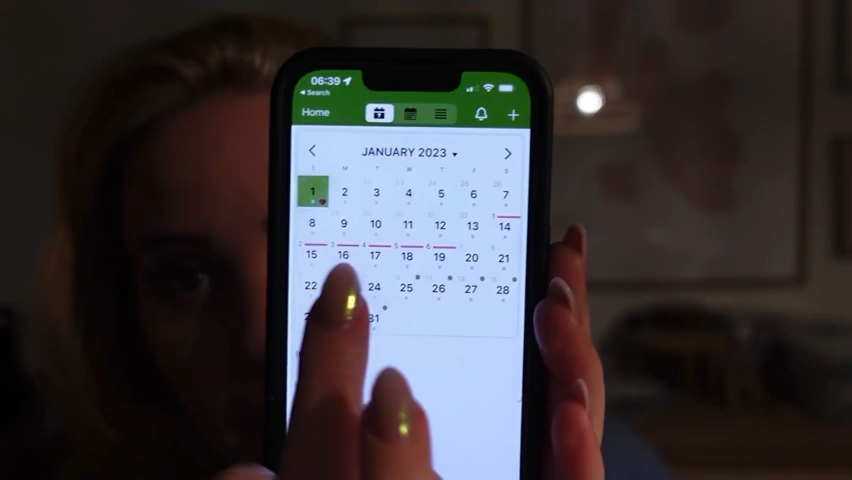 06:39
◂ Search
Home
JANUARY 2023
S M T W T F S
1 2 3 4 5 6 7
8 9 10 11 12 13 14
15 16 17 18 19 20 21
22 24 25 26 27 28
31